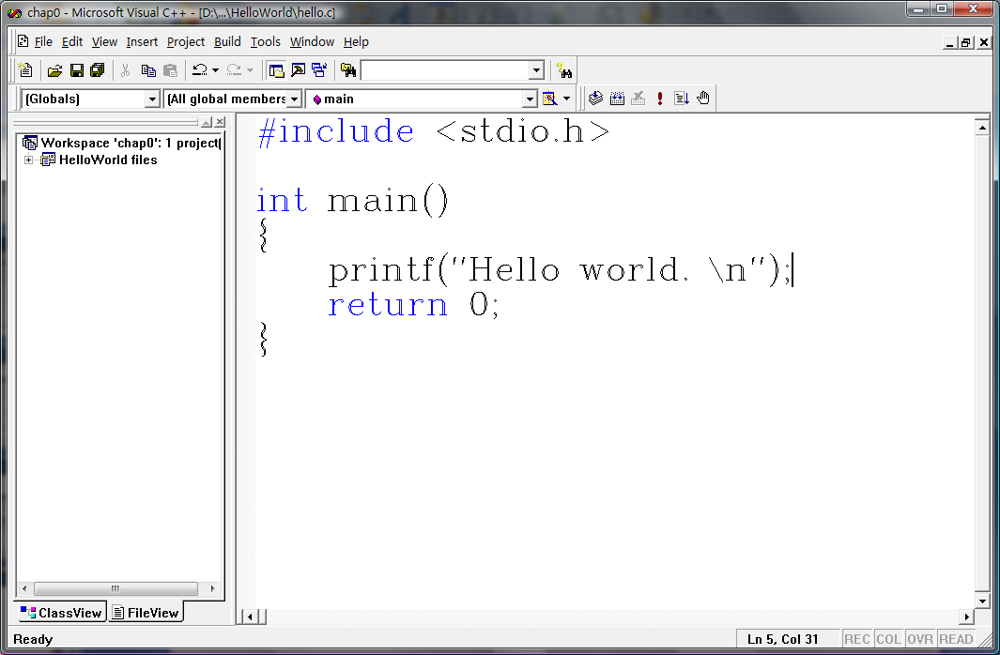 chap0 - Microsoft Visual C++ - [D:\...\HelloWorld\hello.c]
File Edit View Insert Project Build Tools Window Help
(Globals) (All global members main
Workspace 'chap0': 1 project(
HelloWorld files
#include <stdio.h>
int main()
{
printf("Hello world. \n");
return 0;
}
ClassView FileView
Ready Ln 5, Col 31 REC COL OVR READ